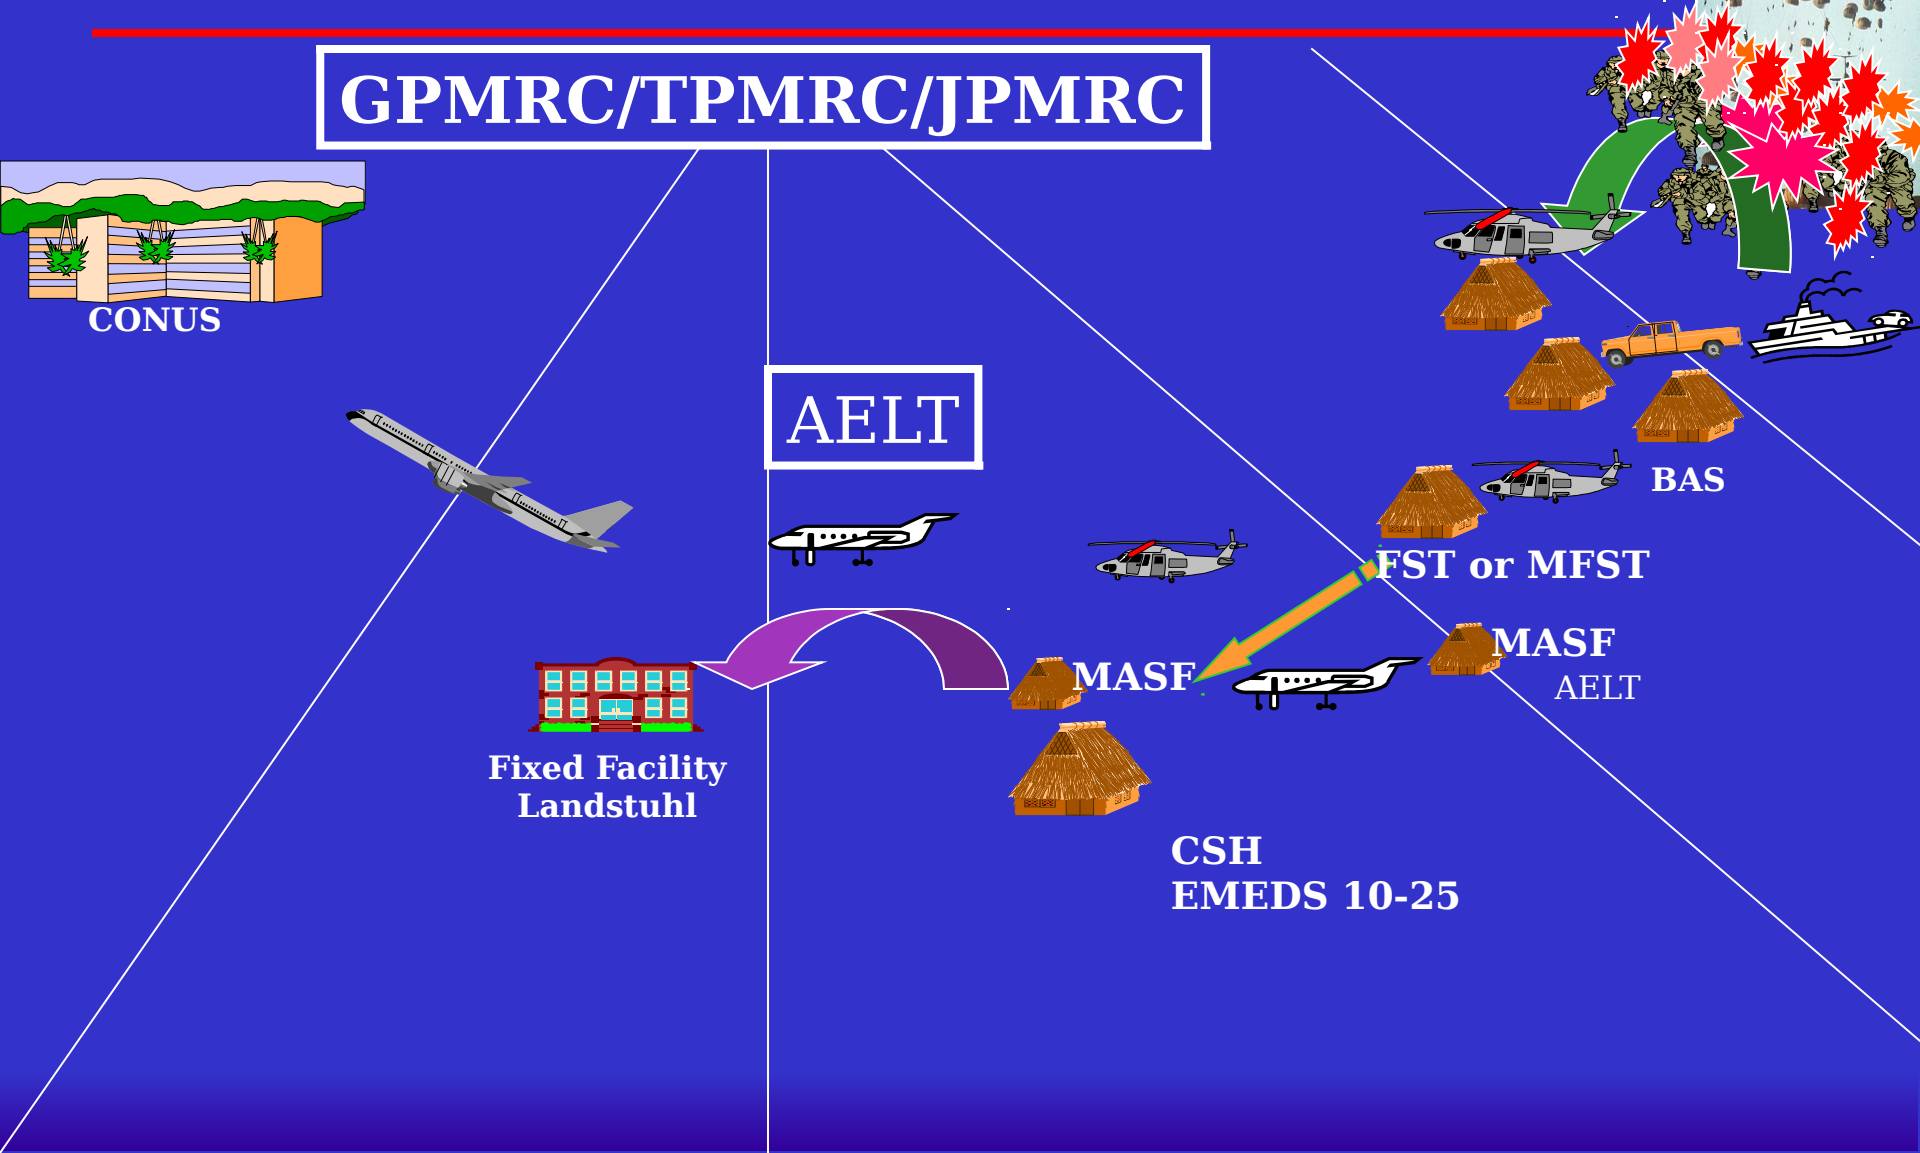 GPMRC/TPMRC/JPMRC
CONUS
AELT
BAS
FST or MFST
MASF
AELT
MASF
Fixed Facility
Landstuhl
CSH
EMEDS 10-25